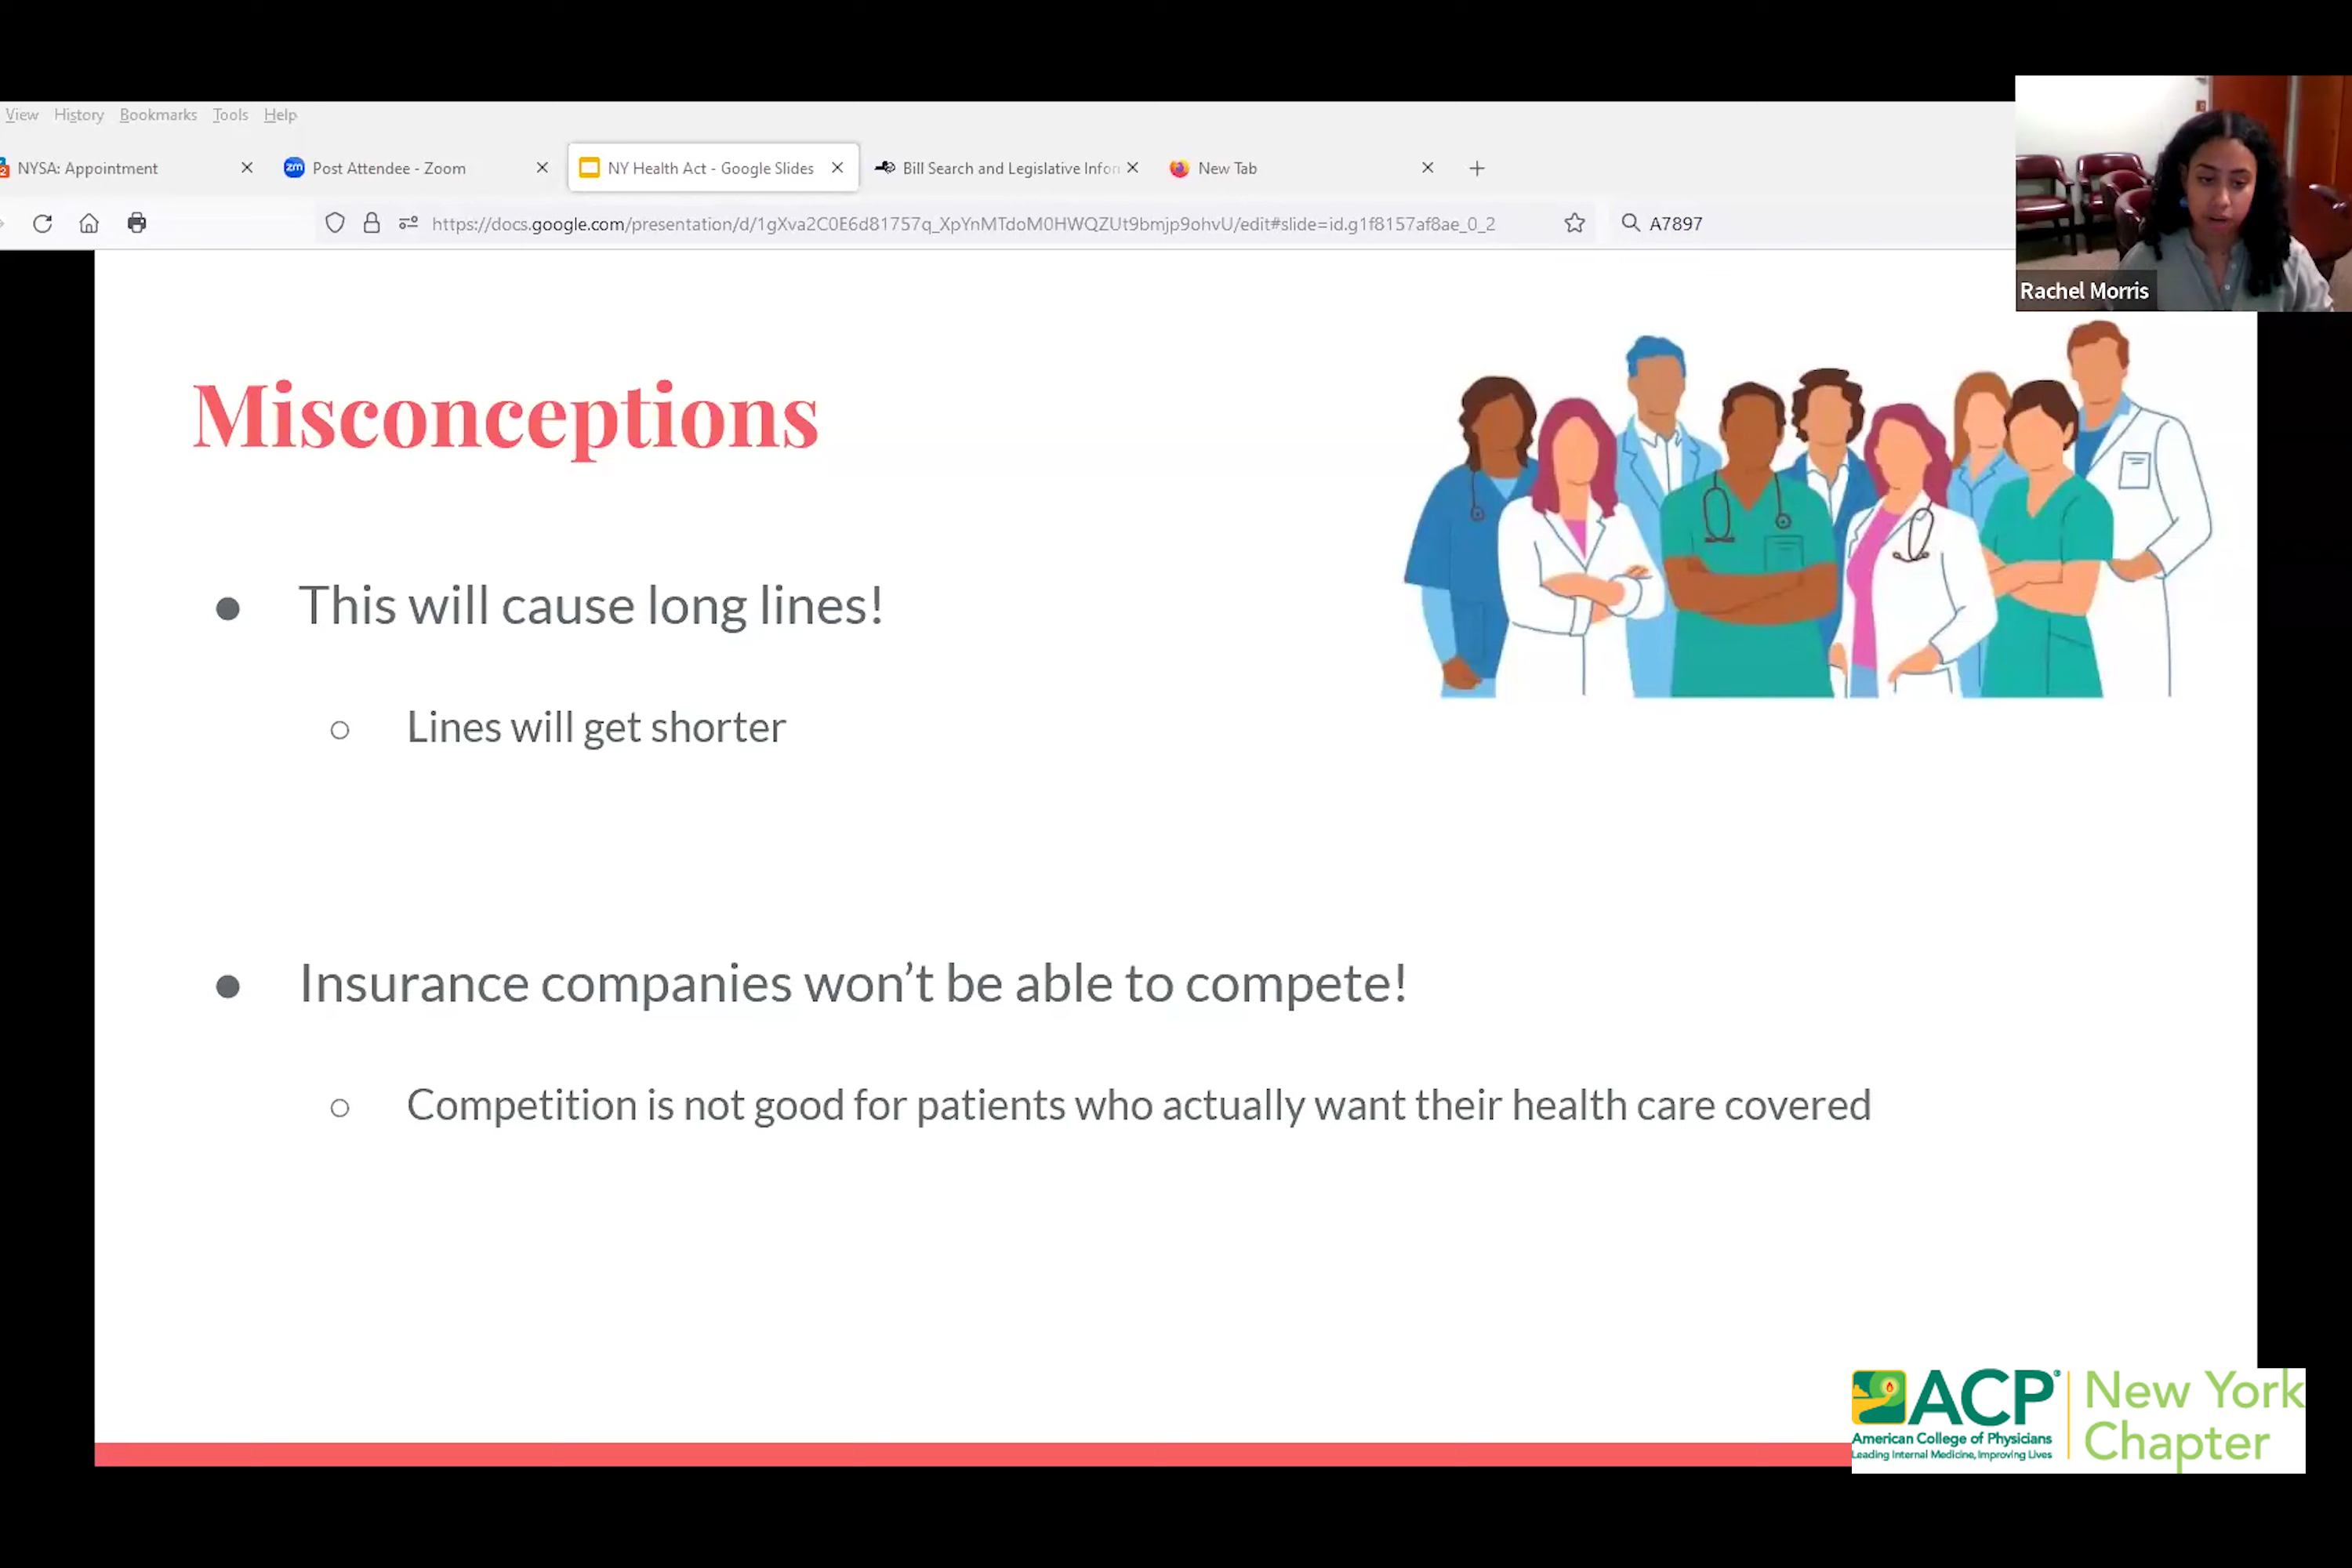 View History Bookmarks Tools Help
NYSA: Appointment
Post Attendee - Zoom
NY Health Act - Google Slides
Bill Search and Legislative Infor
New Tab
https://docs.google.com/presentation/d/1gXva2C0E6d81757q_XpYnMTdoM0HWQZUt9bmjp9ohvU/edit#slide=id.g1f8157af8ae_0_2
A7897
Rachel Morris
Misconceptions
This will cause long lines!
Lines will get shorter
Insurance companies won’t be able to compete!
Competition is not good for patients who actually want their health care covered
ACP®
American College of Physicians
Leading Internal Medicine, Improving Lives
New York
Chapter